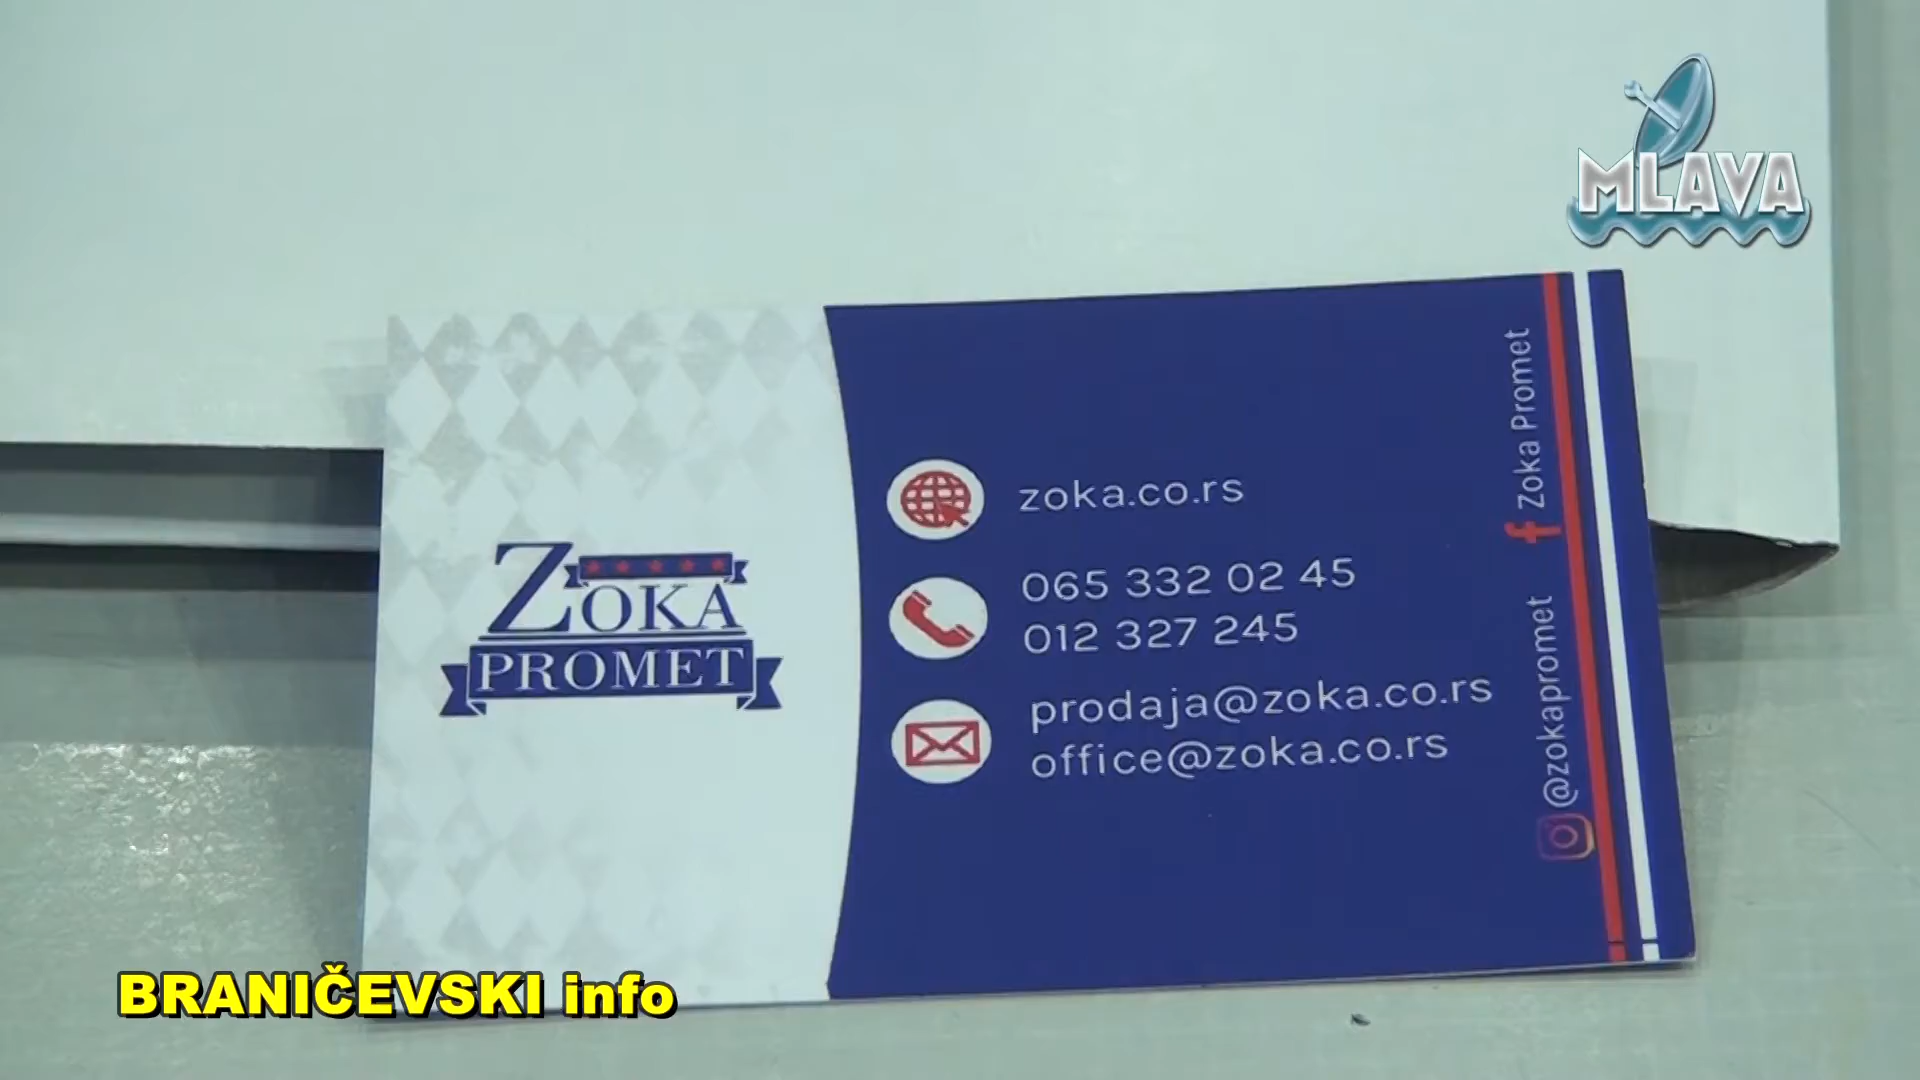 MLAVA
ZOKA
PROMET
zoka.co.rs
065 332 02 45
012 327 245
prodaja@zoka.co.rs
office@zoka.co.rs
f Zoka Promet
@zokapromet
BRANIČEVSKI info